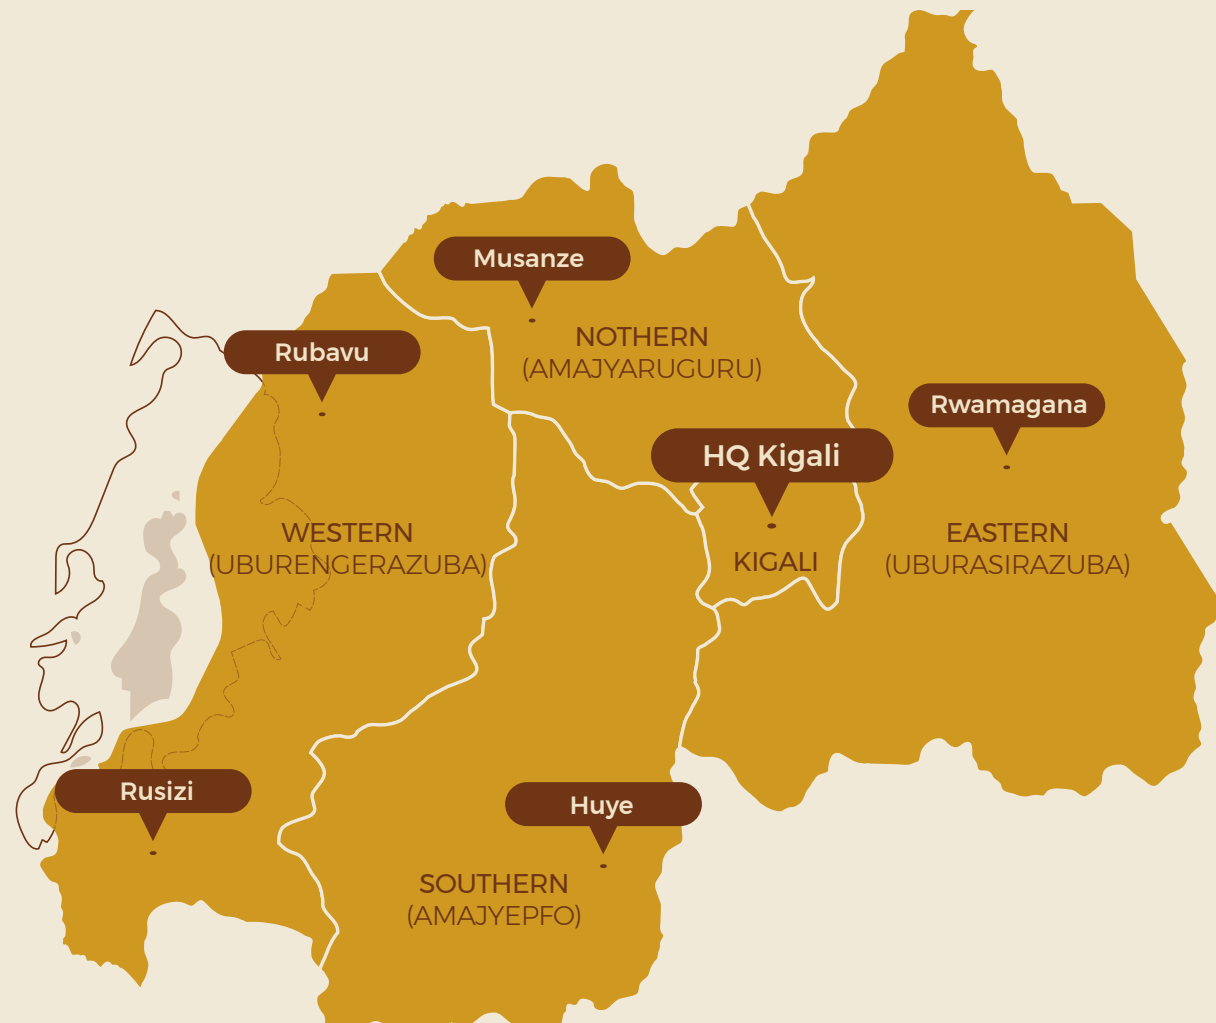 Musanze
NOTHERN
(AMAJYARUGURU)
Rubavu
Rwamagana
HQ Kigali
KIGALI
WESTERN
(UBURENGERAZUBA)
EASTERN
(UBURASIRAZUBA)
Rusizi
Huye
SOUTHERN
(AMAJYEPFO)